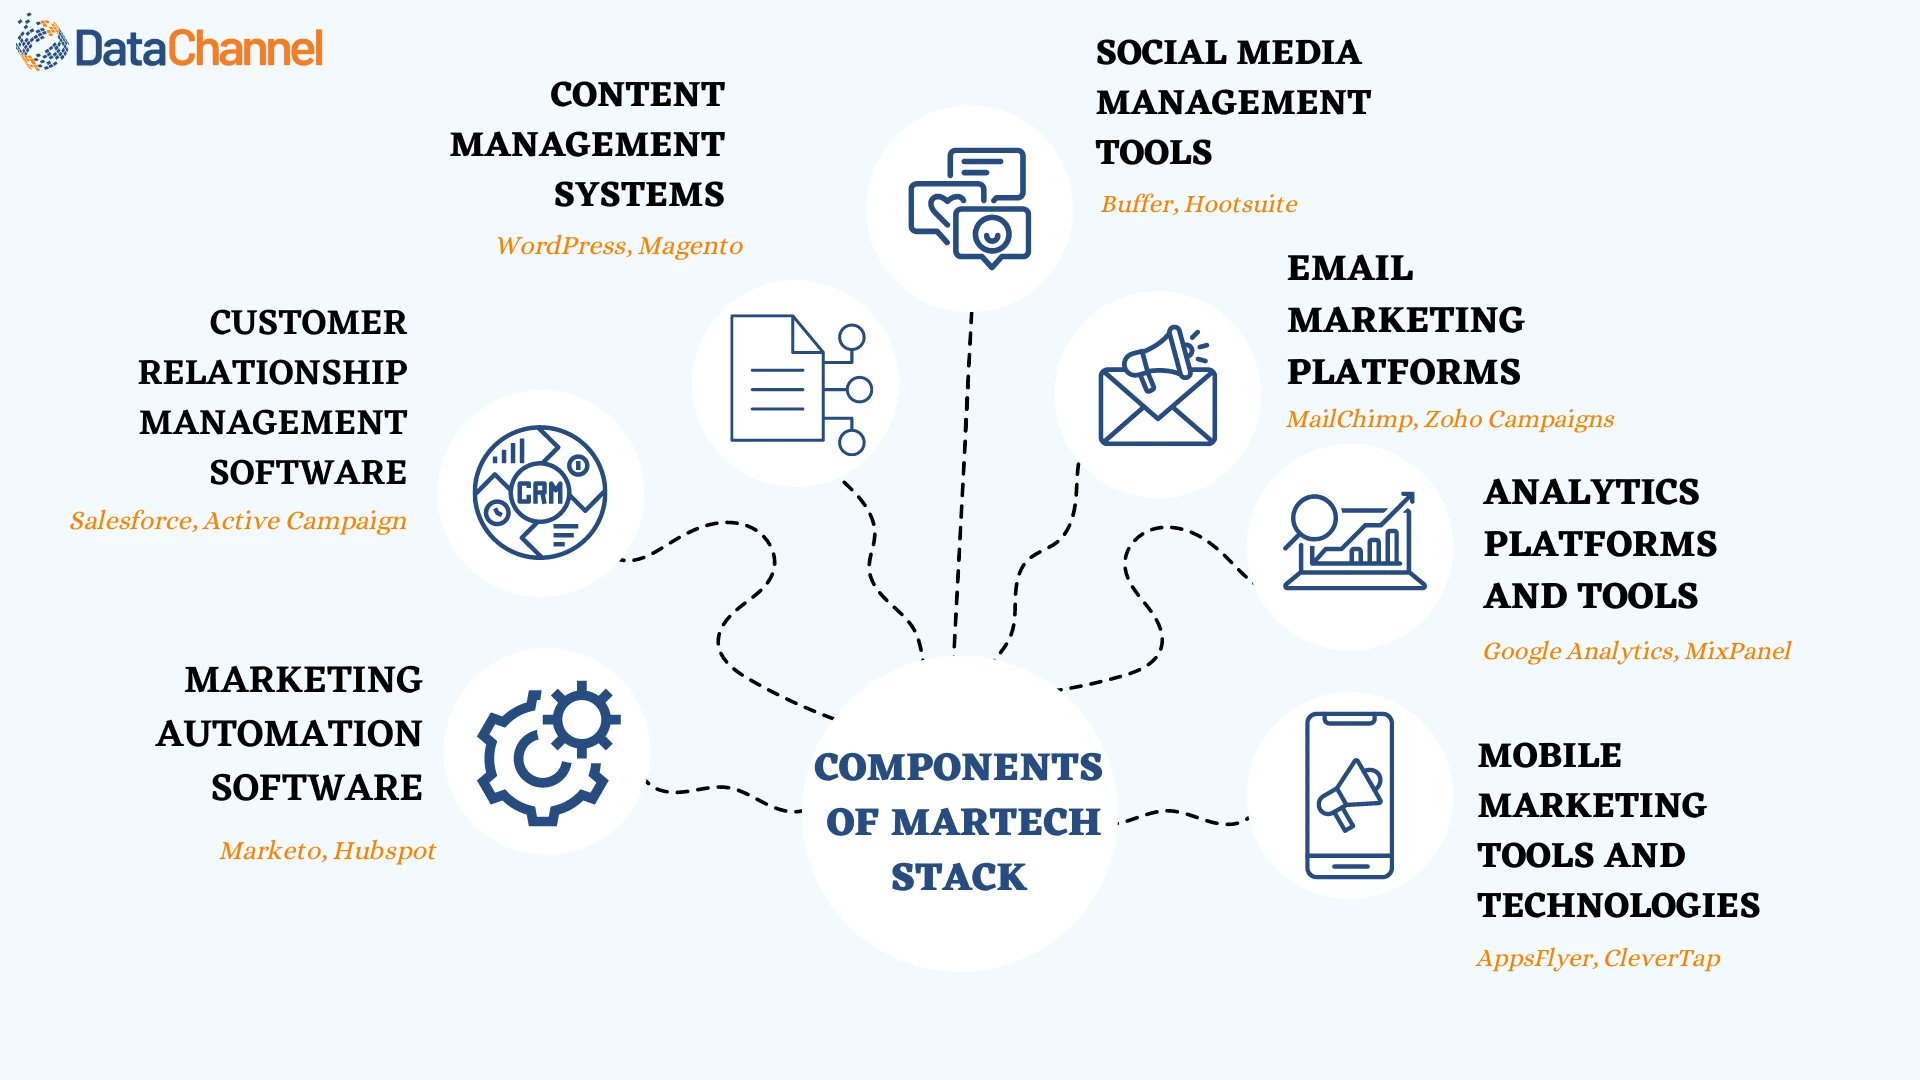 DataChannel
CONTENT
MANAGEMENT
SYSTEMS
WordPress, Magento
SOCIAL MEDIA
MANAGEMENT
TOOLS
Buffer, Hootsuite
CUSTOMER
RELATIONSHIP
MANAGEMENT
SOFTWARE
Salesforce, Active Campaign
CRM
EMAIL
MARKETING
PLATFORMS
MailChimp, Zoho Campaigns
ANALYTICS
PLATFORMS
AND TOOLS
Google Analytics, MixPanel
MARKETING
AUTOMATION
SOFTWARE
Marketo, Hubspot
COMPONENTS
OF MARTECH
STACK
MOBILE
MARKETING
TOOLS AND
TECHNOLOGIES
AppsFlyer, CleverTap